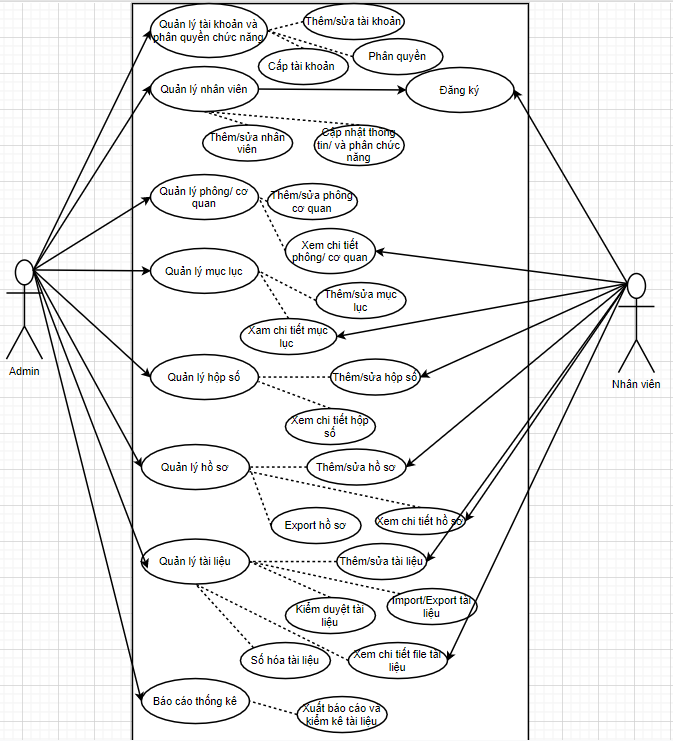 Quản lý tài khoản và
phân quyền chức năng
Thêm/sửa tài khoản
Phân quyền
Cấp tài khoản
Quản lý nhân viên
Đăng ký
Thêm/sửa nhân
viên
Cập nhật thông
tin/ và phân chức
năng
Quản lý phông/ cơ
quan
Thêm/sửa phông
cơ quan
Xem chi tiết
phông/ cơ quan
Quản lý mục lục
Thêm/sửa mục
lục
Xam chi tiết mục
lục
Admin
Nhân viên
Quản lý hộp số
Thêm/sửa hộp số
Xem chi tiết hộp
số
Quản lý hồ sơ
Thêm/sửa hồ sơ
Export hồ sơ
Xem chi tiết hồ sơ
Quản lý tài liệu
Thêm/sửa tài liệu
Kiểm duyệt tài
liệu
Import/Export tài
liệu
Số hóa tài liệu
Xem chi tiết file tài
liệu
Báo cáo thống kê
Xuất báo cáo và
kiểm kê tài liệu